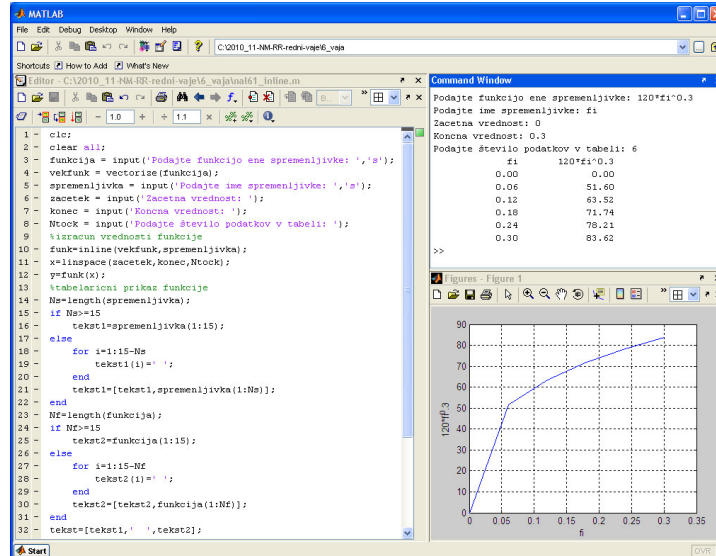 MATLAB
File Edit Debug Desktop Window Help
C:\2010_11-NM-RR-redni-vaje\6_vaja
Shortcuts How to Add What's New
Editor - C:\2010_11-NM-RR-redni-vaje\6_vaja\nal61_inline.m
1.0
1.1
1 - clc;
2 - clear all;
3 - funkcija = input('Podajte funkcijo ene spremenljivke: ','s');
4 - vekfunk = vectorize(funkcija);
5 - spremenljivka = input('Podajte ime spremenljivke: ','s');
6 - zacetek = input('Zacetna vrednost: ');
7 - konec = input('Koncna vrednost: ');
8 - Ntock = input('Podajte število podatkov v tabeli: ');
9 %izracun vrednosti funkcije
10 - funk=inline(vekfunk,spremenljivka);
11 - x=linspace(zacetek,konec,Ntock);
12 - y=funk(x);
13 %tabelaricni prikaz funkcije
14 - Ns=length(spremenljivka);
15 - if Ns>=15
16 - tekst1=spremenljivka(1:15);
17 - else
18 - for i=1:15-Ns
19 - tekst1(i)=' ';
20 - end
21 - tekst1=[tekst1,spremenljivka(1:Ns)];
22 - end
23 - Nf=length(funkcija);
24 - if Nf>=15
25 - tekst2=funkcija(1:15);
26 - else
27 - for i=1:15-Nf
28 - tekst2(i)=' ';
29 - end
30 - tekst2=[tekst2,funkcija(1:Nf)];
31 - end
32 - tekst=[tekst1,' ',tekst2];
Command Window
Podajte funkcijo ene spremenljivke: 120*fi^0.3
Podajte ime spremenljivke: fi
Zacetna vrednost: 0
Koncna vrednost: 0.3
Podajte število podatkov v tabeli: 6
fi 120*fi^0.3
0.00 0.00
0.06 51.60
0.12 63.52
0.18 71.74
0.24 78.21
0.30 83.62
>>
Figures - Figure 1
90
80
70
60
50
40
30
20
10
0
120*fi0.3
0 0.05 0.1 0.15 0.2 0.25 0.3 0.35
fi
Start
OVR